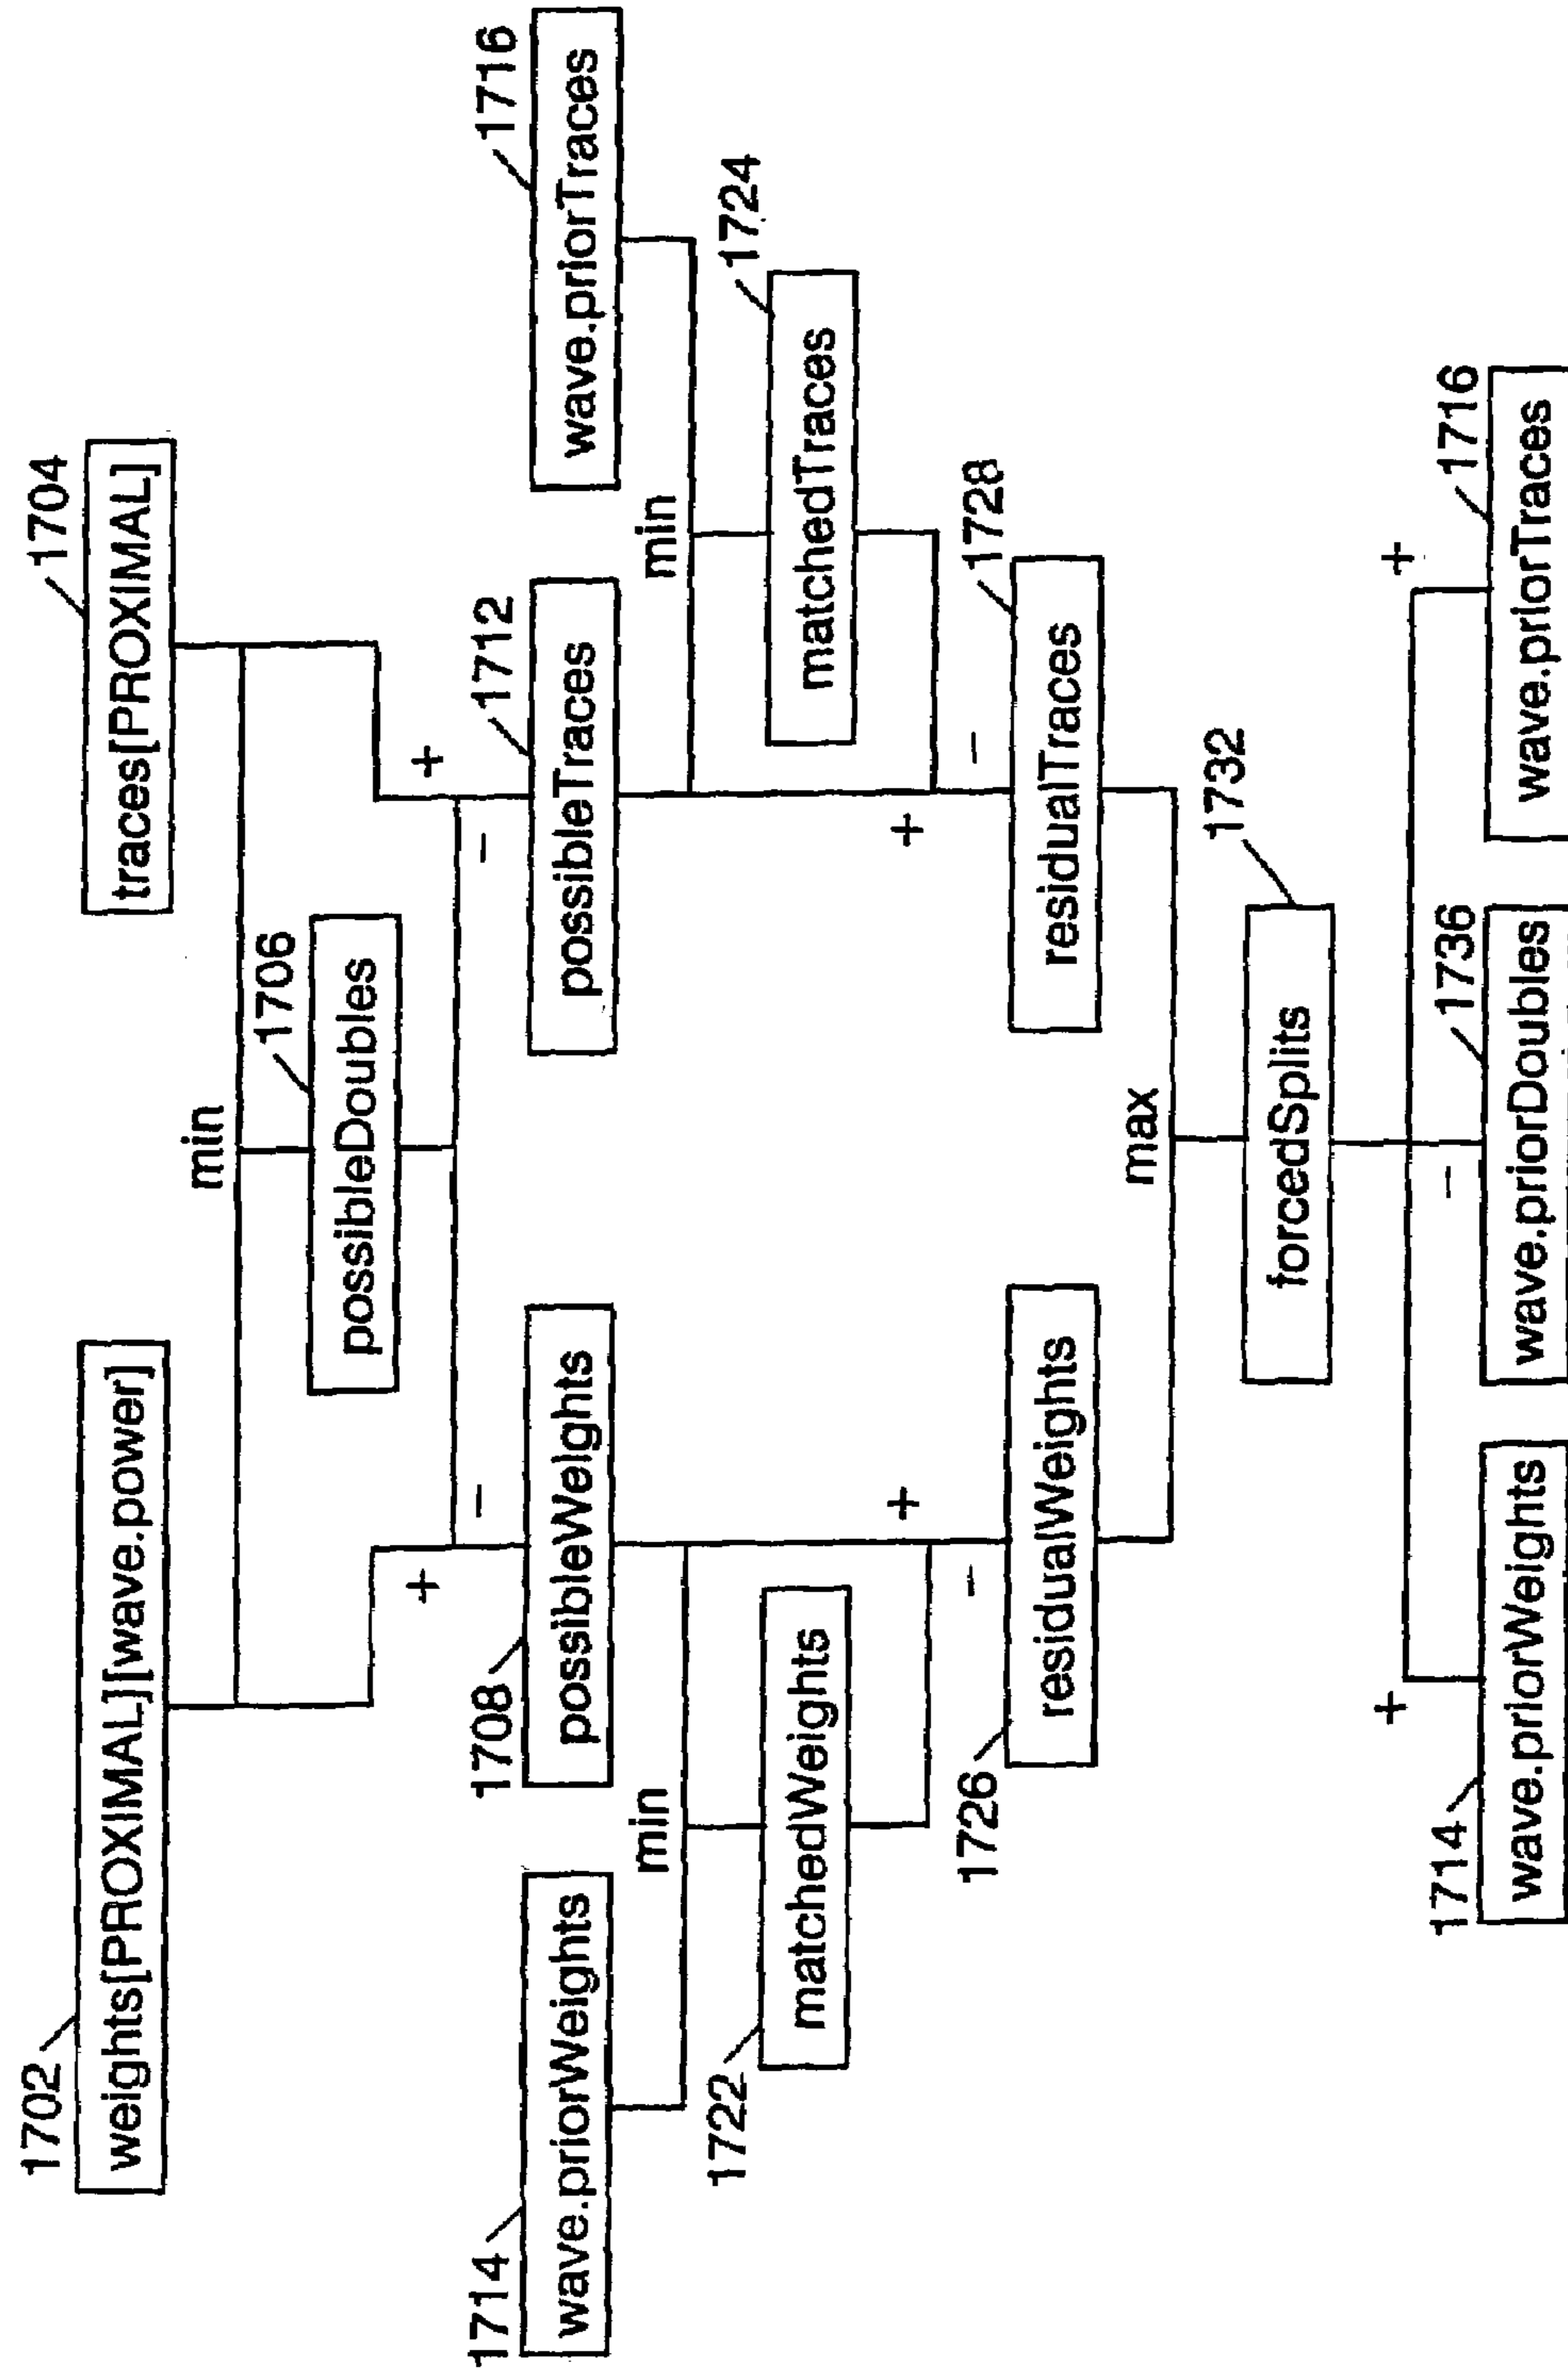 1702
weights[PROXIMAL][wave.power]
1704
traces[PROXIMAL]
min
1706
possibleDoubles
+
+
−
−
1714
wave.priorWeights
1708
possibleWeights
1712
possibleTraces
1716
wave.priorTraces
min
min
1722
matchedWeights
1724
matchedTraces
+
+
−
−
1726
residualWeights
1728
residualTraces
max
1732
forcedSplits
+
+
−
1714
wave.priorWeights
1736
wave.priorDoubles
1716
wave.priorTraces